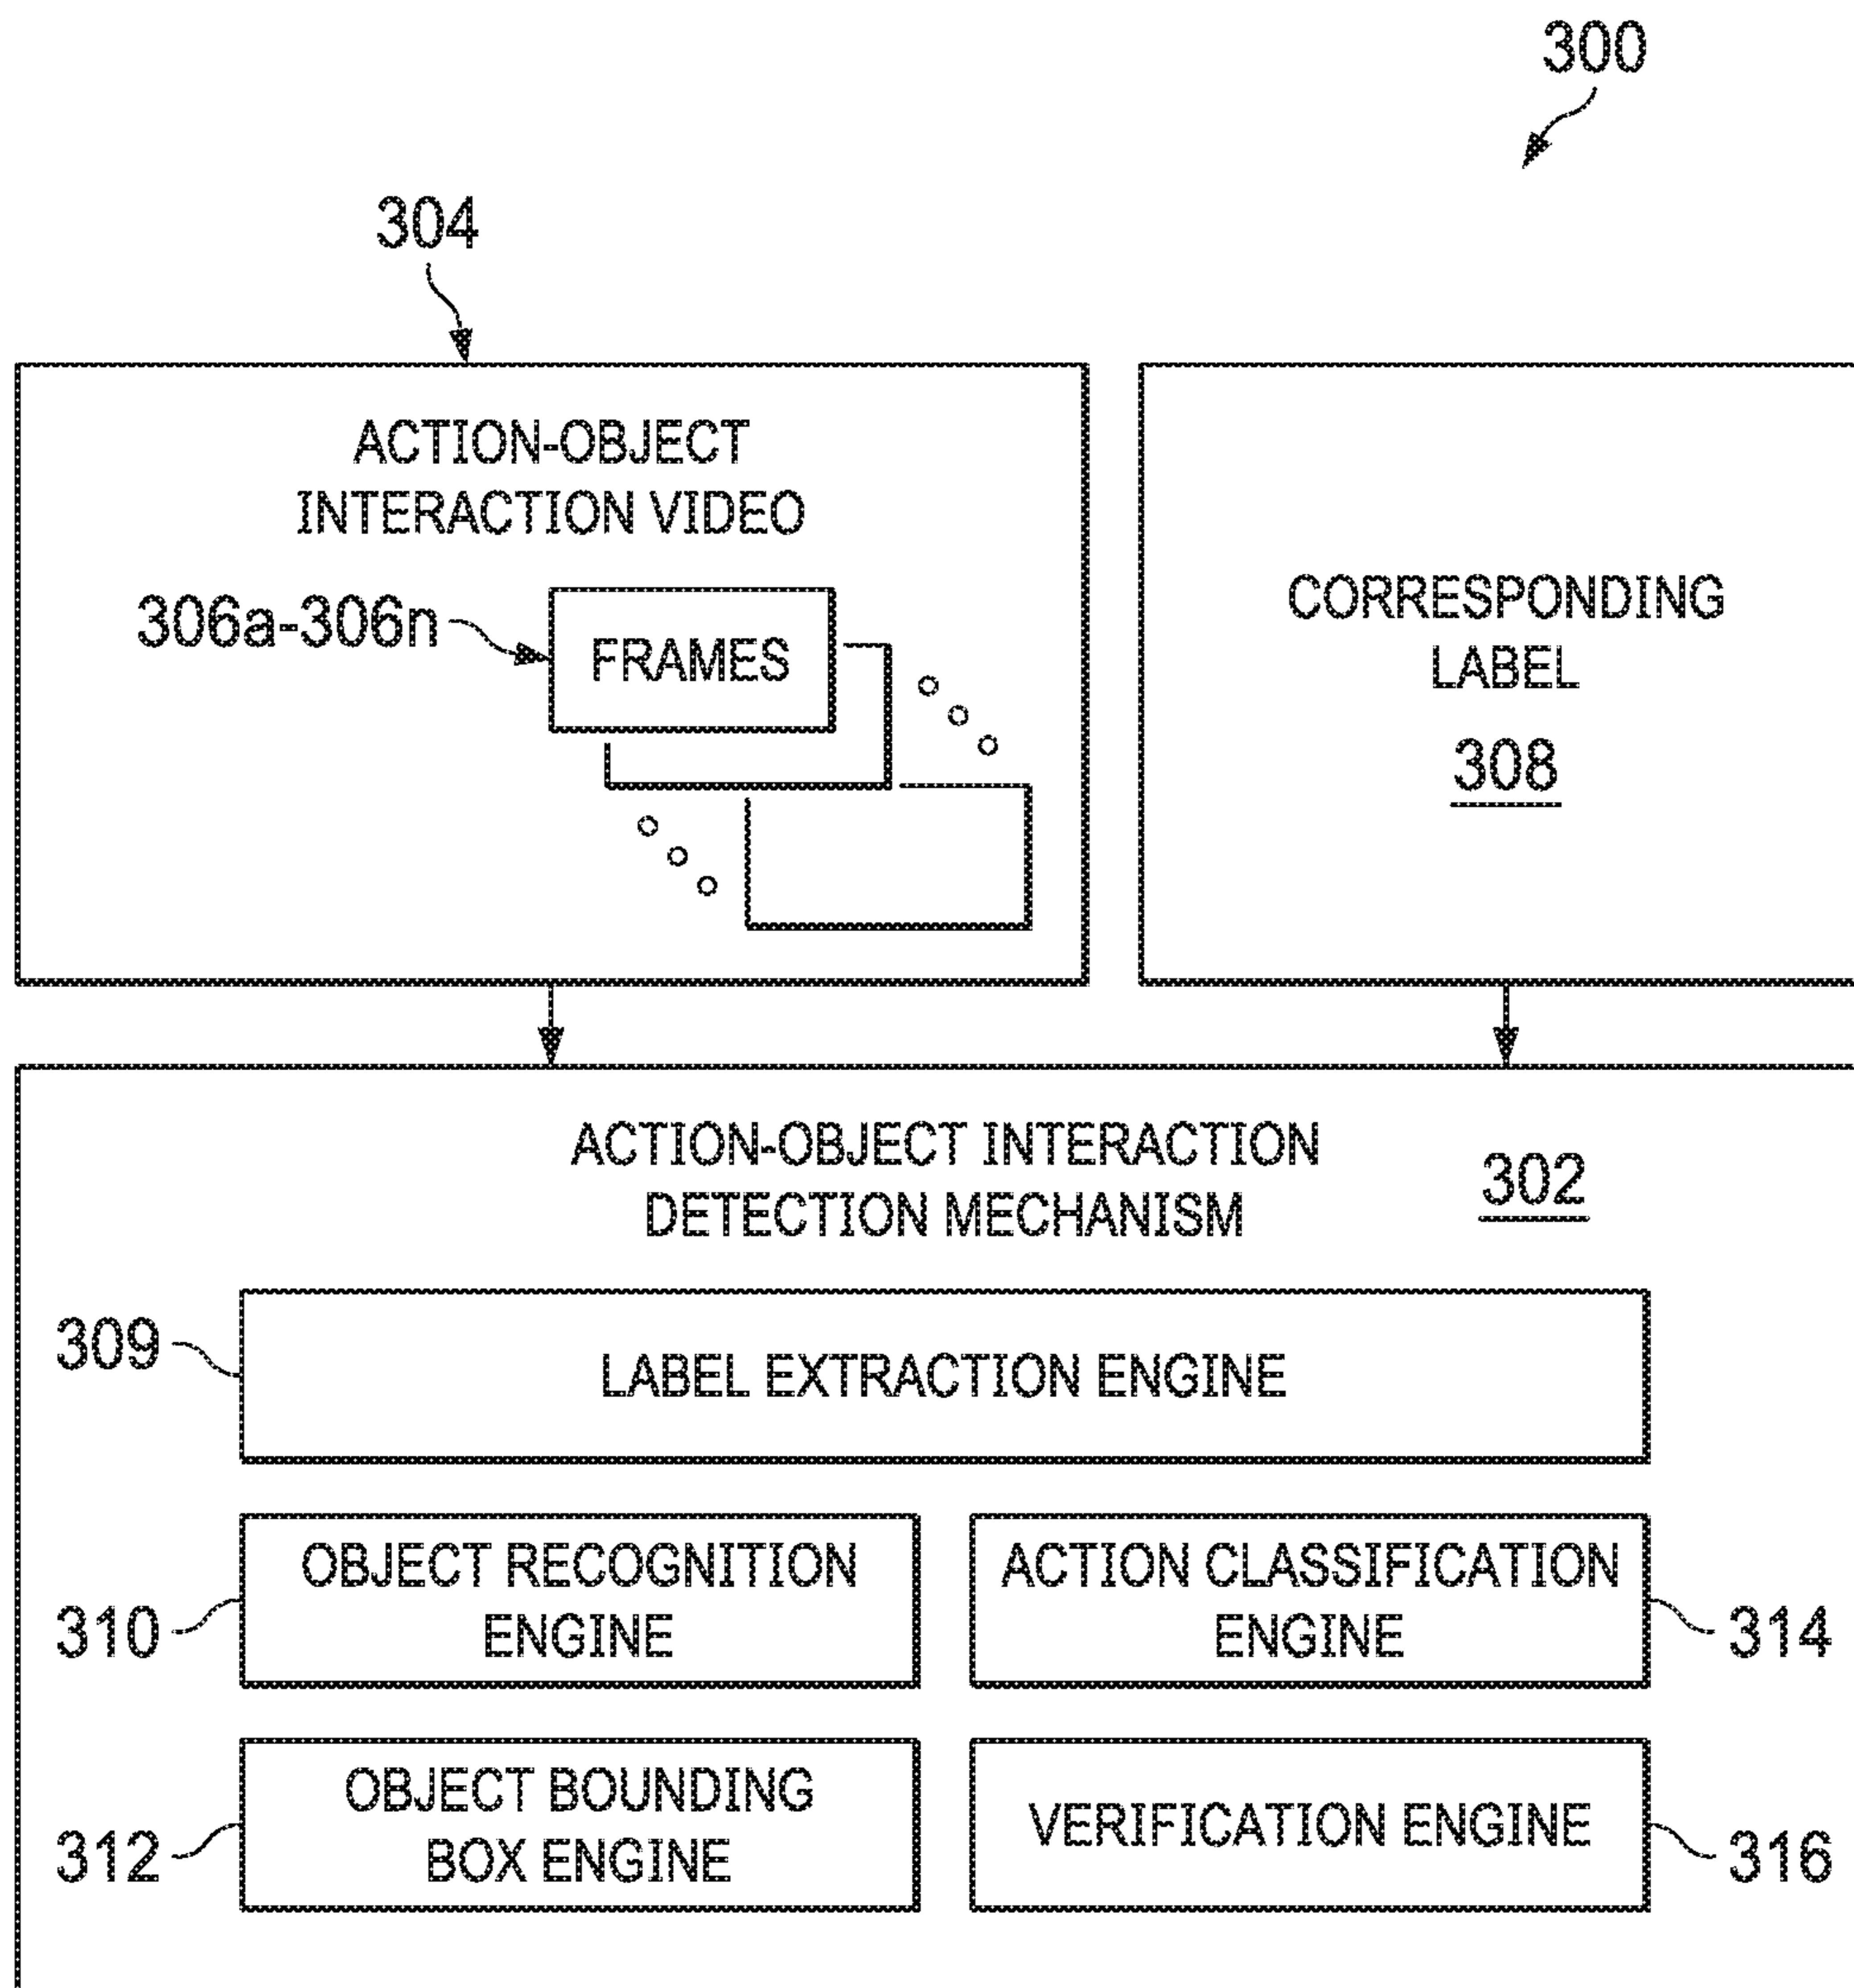 300
304
ACTION-OBJECT
INTERACTION VIDEO
306a-306n
FRAMES
CORRESPONDING
LABEL
308
ACTION-OBJECT INTERACTION
DETECTION MECHANISM
302
309
LABEL EXTRACTION ENGINE
OBJECT RECOGNITION
ENGINE
310
ACTION CLASSIFICATION
ENGINE
314
OBJECT BOUNDING
BOX ENGINE
312
VERIFICATION ENGINE
316